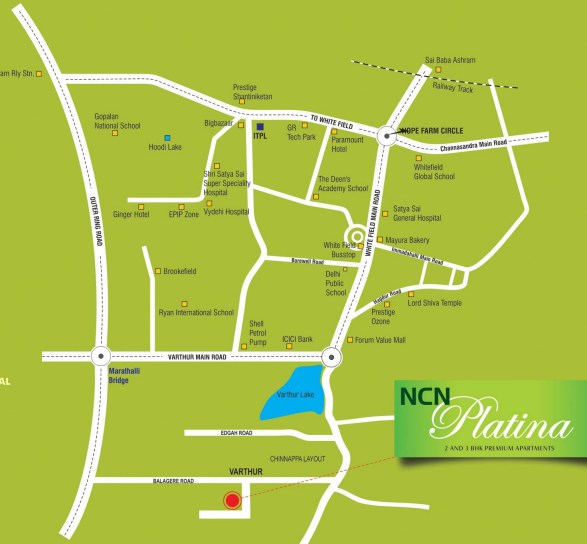 Sai Baba Ashram
am Rly Stn.
Railway Track
Prestige
Shantiniketan
Gopalan
National School
Bigbazaar
ITPL
TO WHITE FIELD
GR
Tech Park
Paramount
Hotel
HOPE FARM CIRCLE
Channasandra Main Road
Hoodi Lake
Whitefield
Global School
Shri Satya Sai
Super Speciality
Hospital
The Deen's
Academy School
OUTER RING ROAD
Ginger Hotel
EPIP Zone
Vydehi Hospital
Satya Sai
General Hospital
WHITE FIELD MAIN ROAD
White Field
Busstop
Mayura Bakery
Immadahalli Main Road
Borewell Road
Brookefield
Delhi
Public
School
Hagdur Road
Lord Shiva Temple
Ryan International School
Prestige
Ozone
Shell
Petrol
Pump
ICICI Bank
Forum Value Mall
VARTHUR MAIN ROAD
Marathalli
Bridge
AL
Varthur Lake
NCN
Platina
2 AND 3 BHK PREMIUM APARTMENTS
EDGAH ROAD
CHINNAPPA LAYOUT
VARTHUR
BALAGERE ROAD